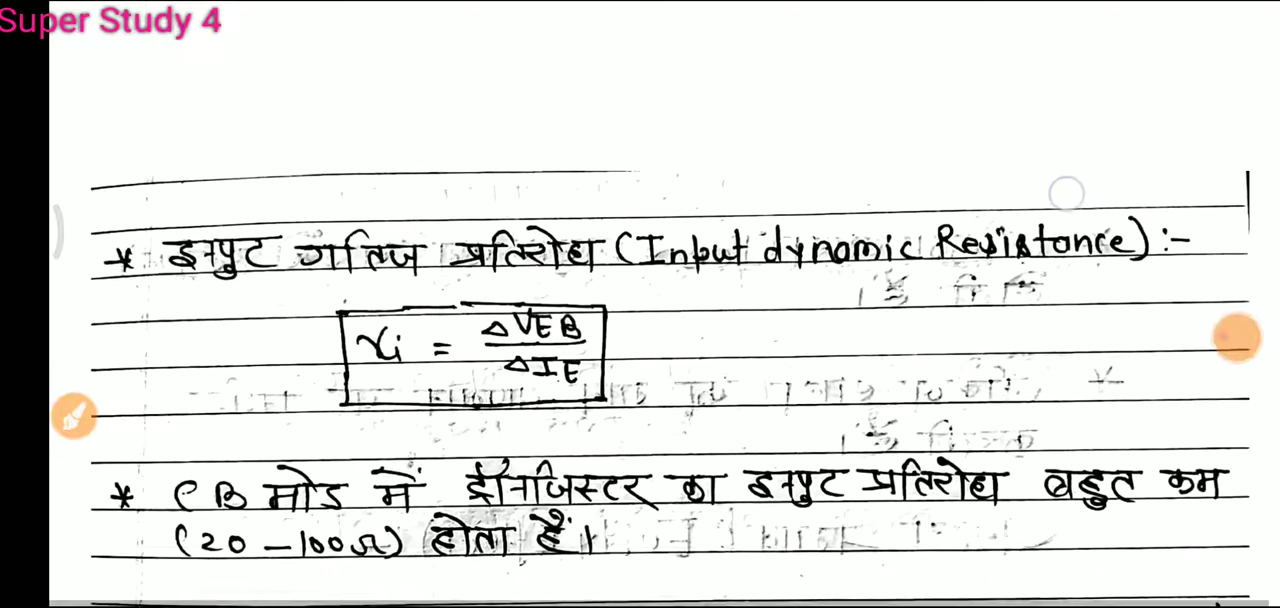 Super Study 4
* इनपुट गतिज प्रतिरोध (Input dynamic Resistance) :-
ri = ΔVEB / ΔIE
* CB मोड में ट्रांनजिस्टर का इनपुट प्रतिरोध बहुत कम
(20 - 100Ω) होता हैं।